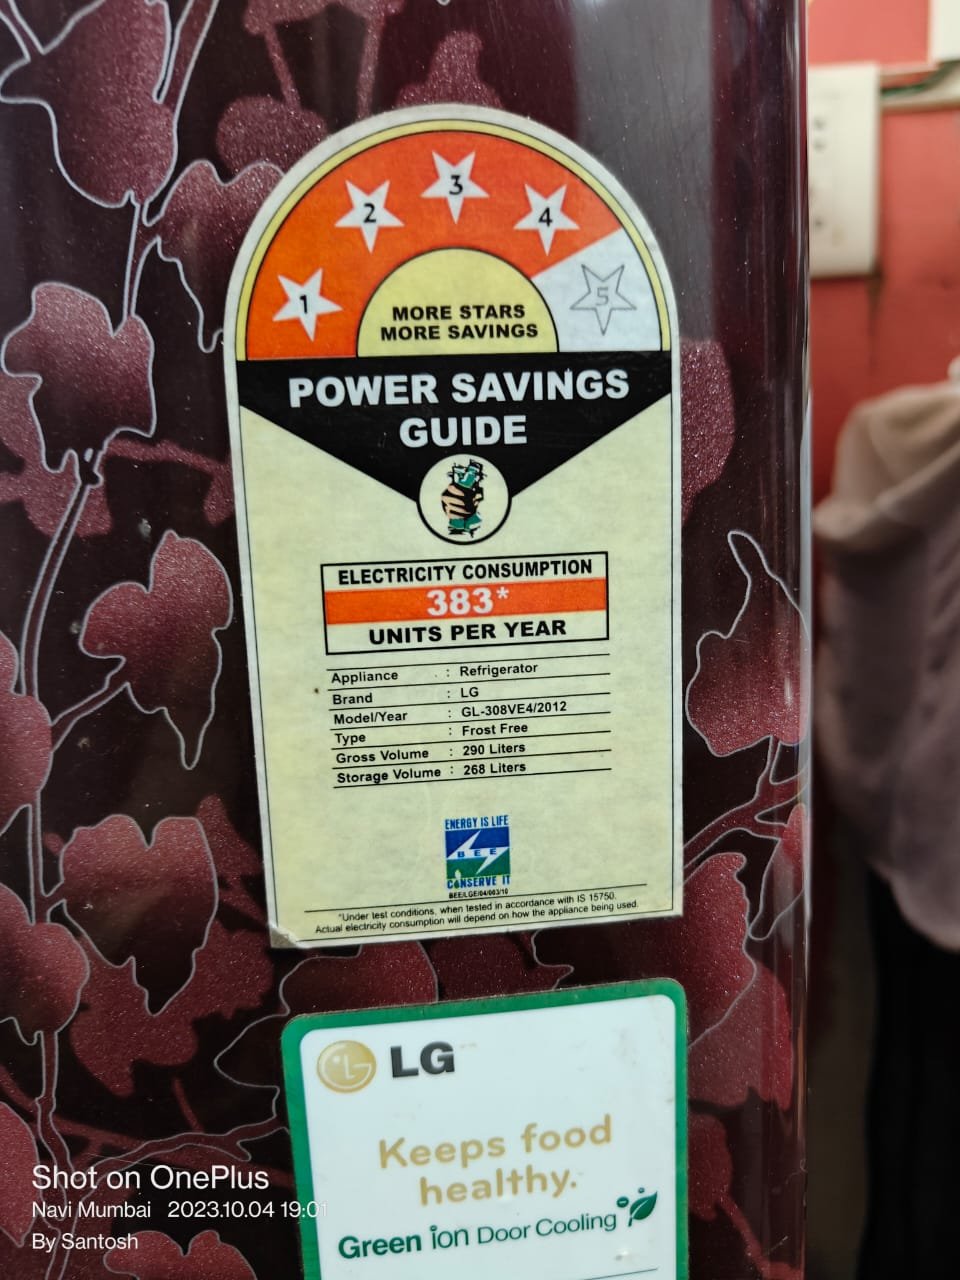 1
2
3
4
5
MORE STARS
MORE SAVINGS
POWER SAVINGS
GUIDE
ELECTRICITY CONSUMPTION
383*
UNITS PER YEAR
Appliance : Refrigerator
Brand : LG
Model/Year : GL-308VE4/2012
Type : Frost Free
Gross Volume : 290 Liters
Storage Volume : 268 Liters
ENERGY IS LIFE
BEE
CONSERVE IT
*Under test conditions, when tested in accordance with IS 15750.
Actual electricity consumption will depend on how the appliance being used.
LG
Keeps food
healthy.
Green ion Door Cooling
Shot on OnePlus
Navi Mumbai 2023.10.04 19:01
By Santosh